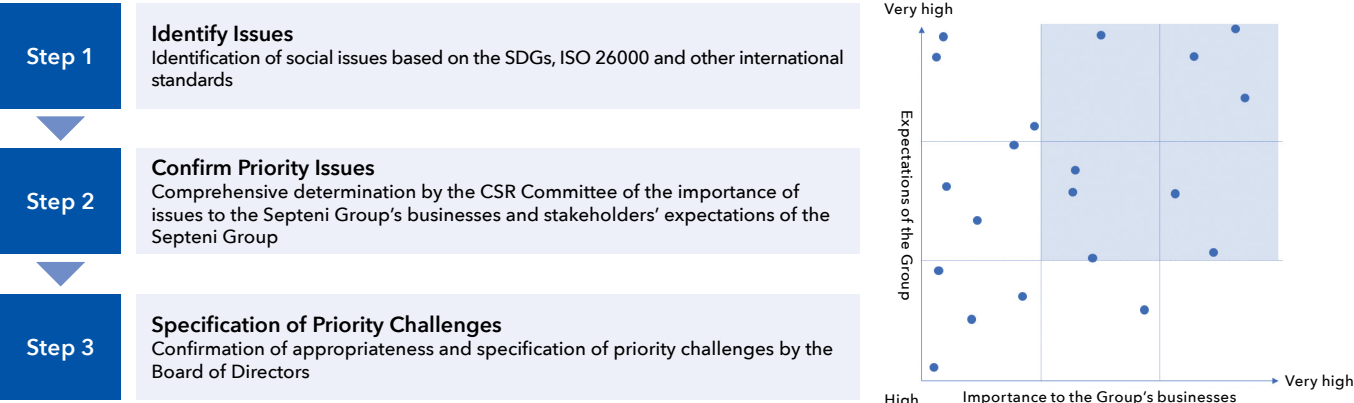 Step 1
Identify Issues
Identification of social issues based on the SDGs, ISO 26000 and other international
standards
Step 2
Confirm Priority Issues
Comprehensive determination by the CSR Committee of the importance of
issues to the Septeni Group’s businesses and stakeholders’ expectations of the
Septeni Group
Step 3
Specification of Priority Challenges
Confirmation of appropriateness and specification of priority challenges by the
Board of Directors
Very high
Expectations of the Group
Very high
High
Importance to the Group’s businesses